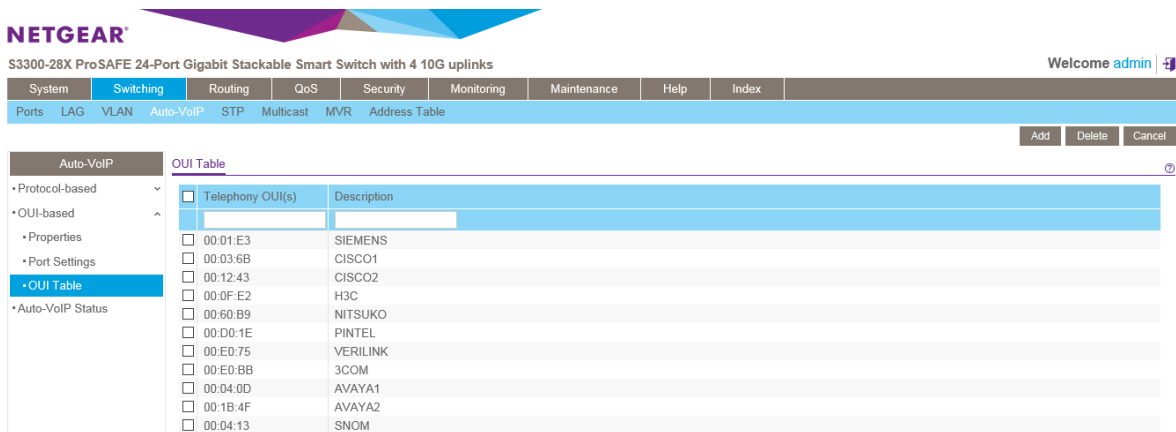 NETGEAR®
S3300-28X ProSAFE 24-Port Gigabit Stackable Smart Switch with 4 10G uplinks
Welcome admin
System Switching Routing QoS Security Monitoring Maintenance Help Index
Ports LAG VLAN Auto-VoIP STP Multicast MVR Address Table
Add Delete Cancel
Auto-VoIP
Protocol-based
OUI-based
Properties
Port Settings
OUI Table
Auto-VoIP Status
OUI Table
Telephony OUI(s) Description
00:01:E3 SIEMENS
00:03:6B CISCO1
00:12:43 CISCO2
00:0F:E2 H3C
00:60:B9 NITSUKO
00:D0:1E PINTEL
00:E0:75 VERILINK
00:E0:BB 3COM
00:04:0D AVAYA1
00:1B:4F AVAYA2
00:04:13 SNOM